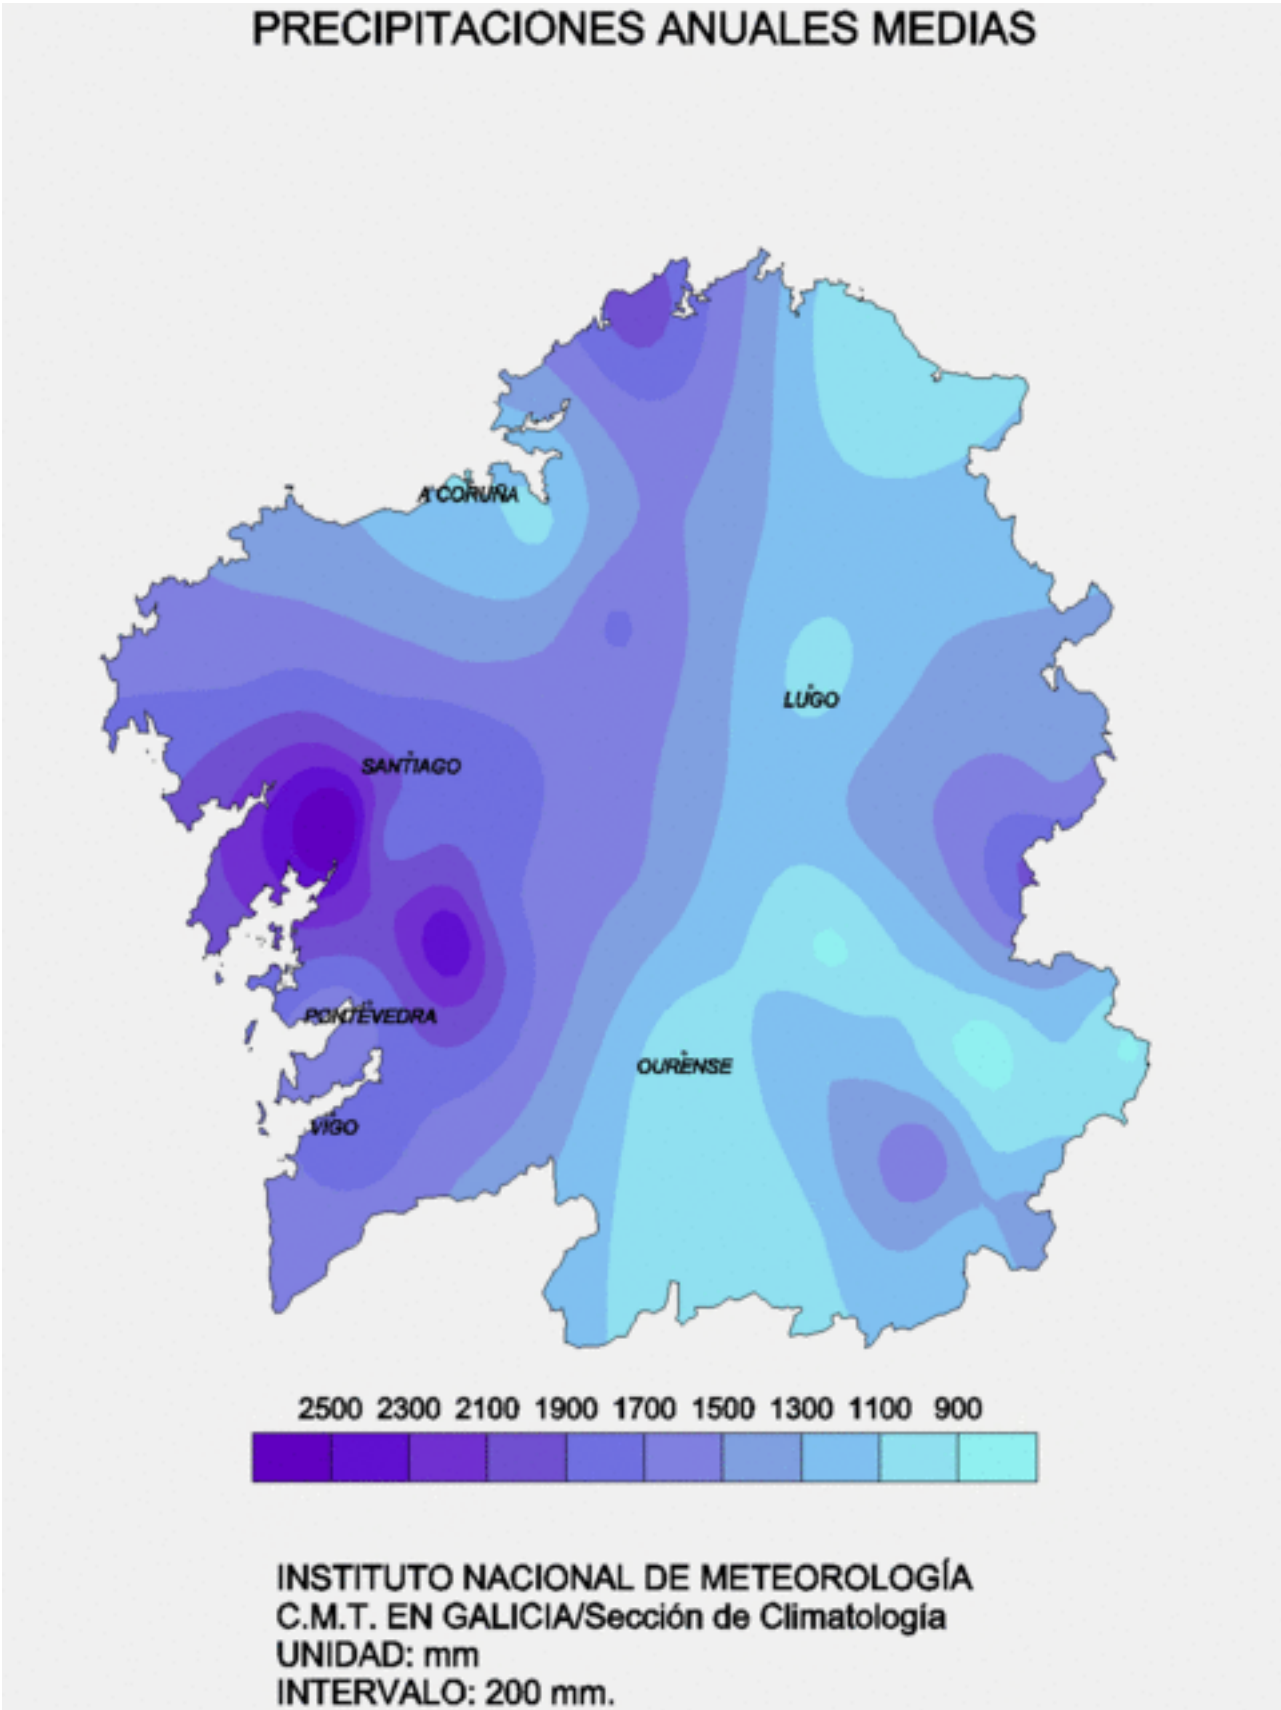 PRECIPITACIONES ANUALES MEDIAS
A CORUÑA
LUGO
SANTIAGO
PONTEVEDRA
OURENSE
VIGO
2500 2300 2100 1900 1700 1500 1300 1100 900
INSTITUTO NACIONAL DE METEOROLOGÍA
C.M.T. EN GALICIA/Sección de Climatología
UNIDAD: mm
INTERVALO: 200 mm.